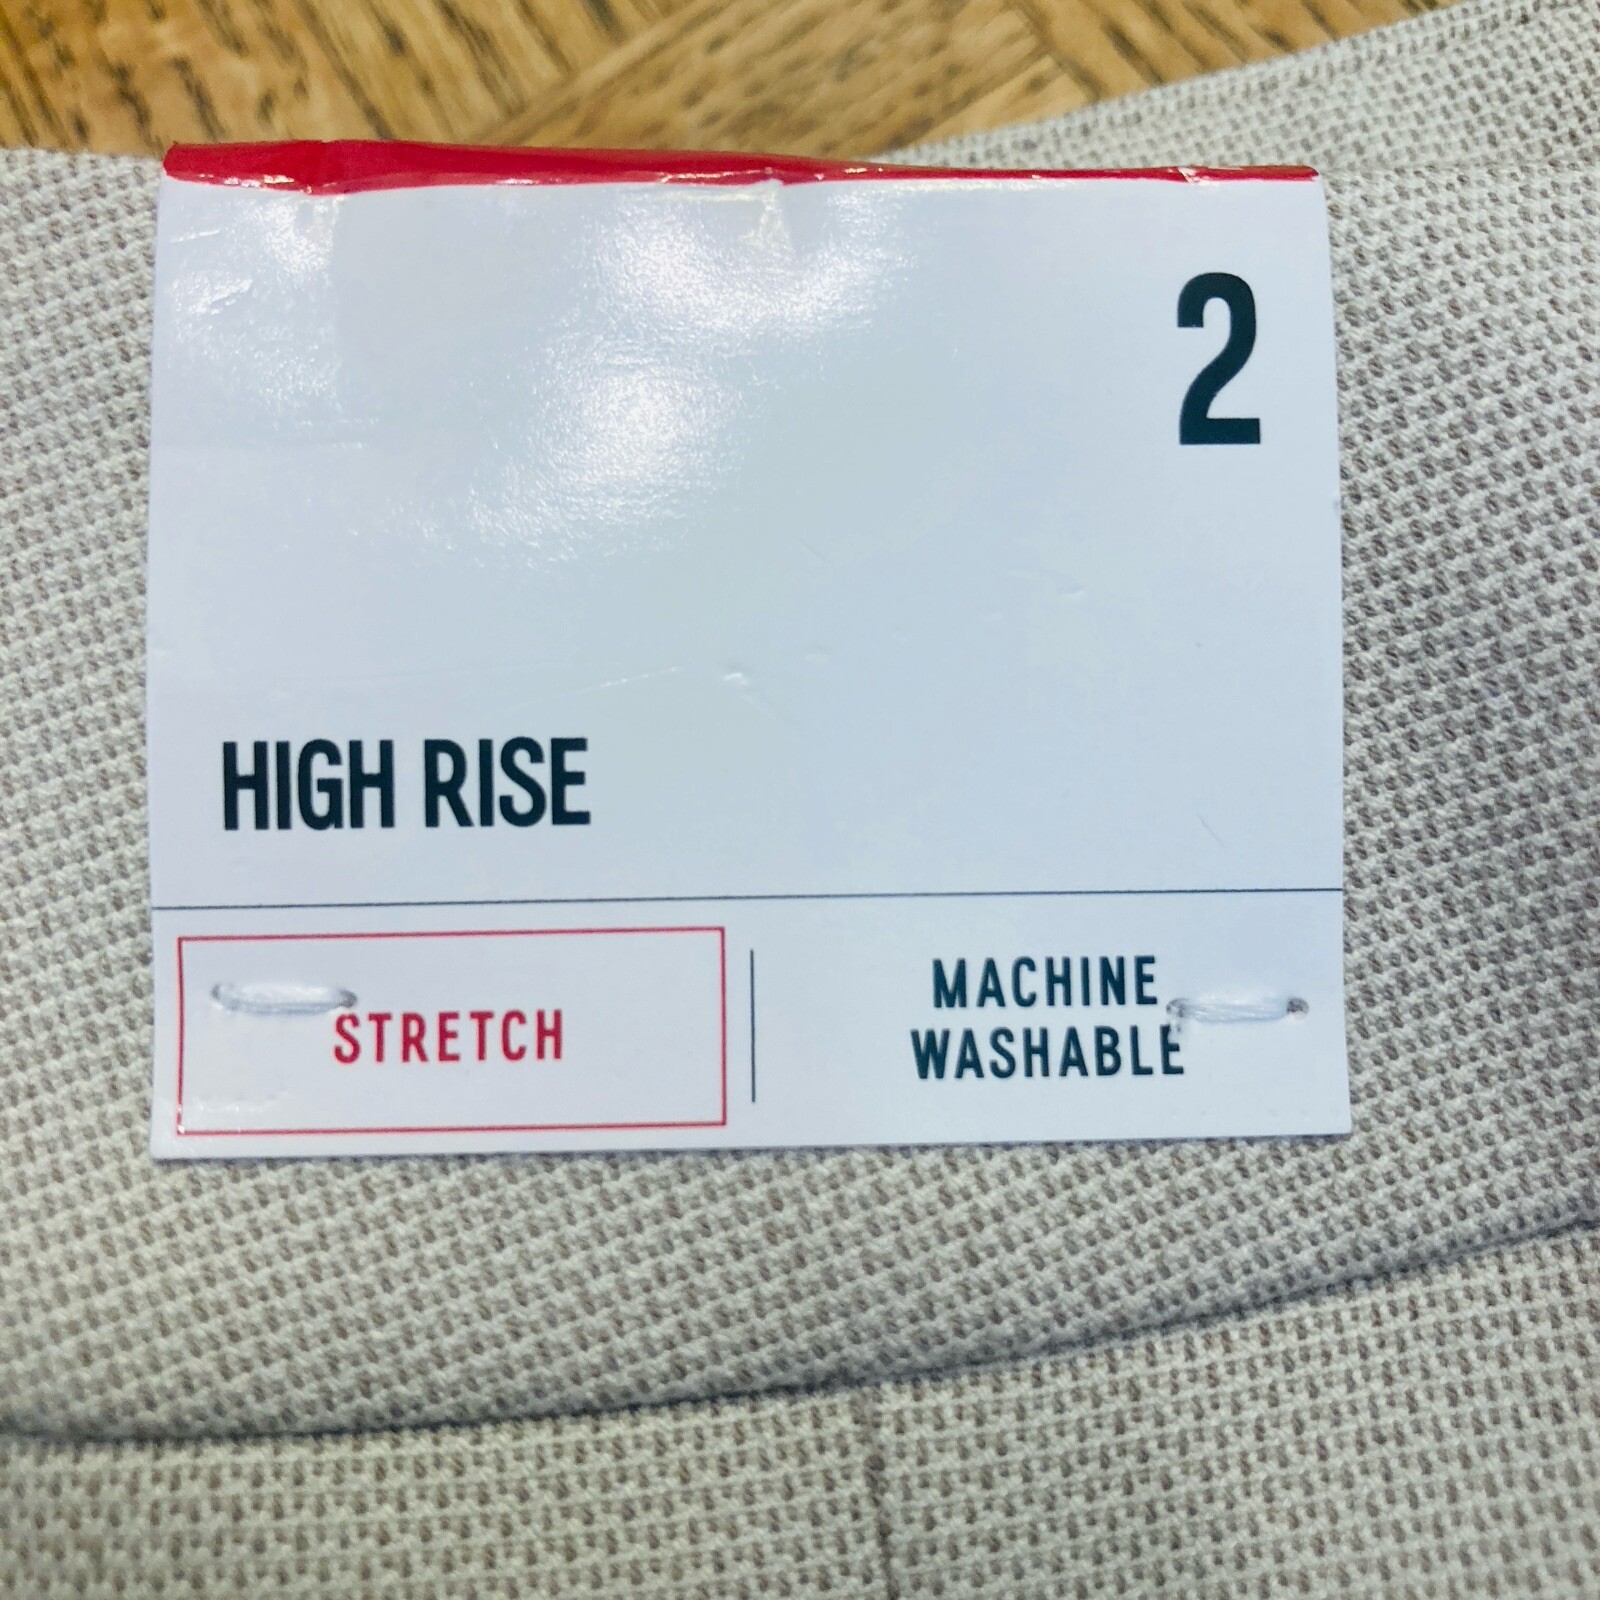 2
HIGH RISE
STRETCH
MACHINE
WASHABLE